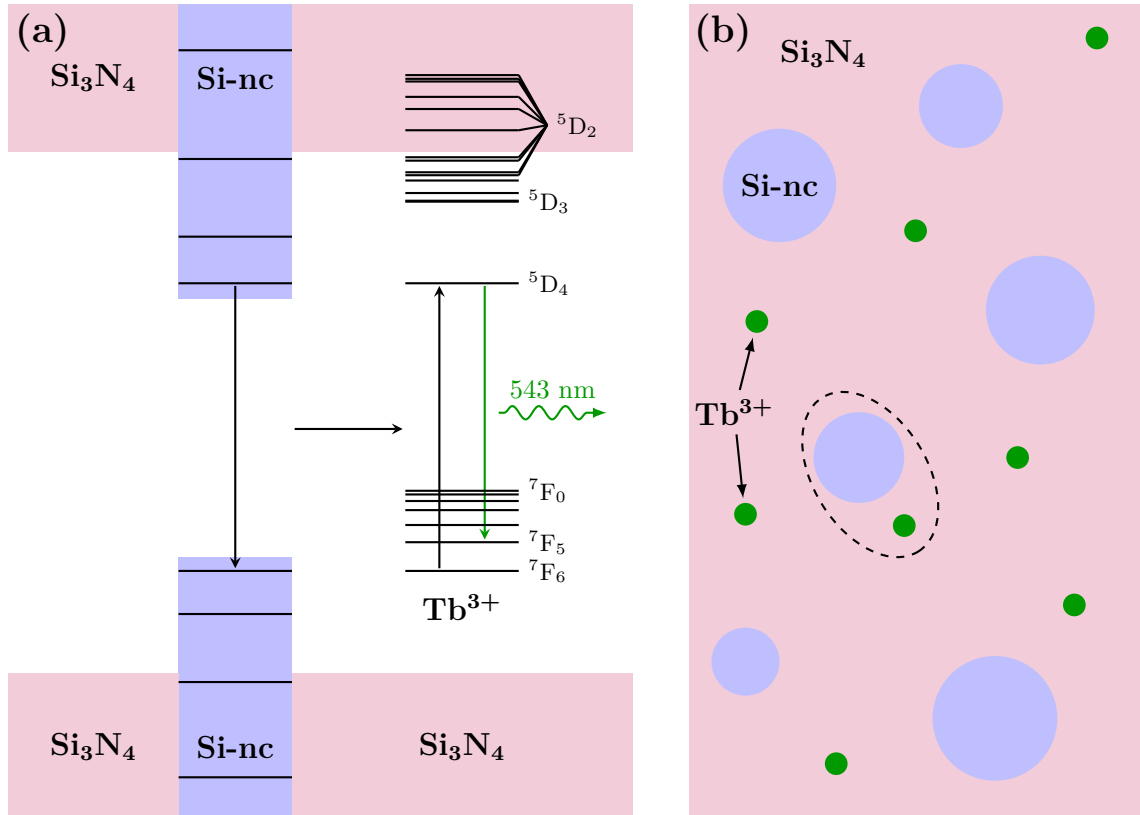 (a)
Si₃N₄
Si-nc
⁵D₂
⁵D₃
⁵D₄
543 nm
⁷F₀
⁷F₅
⁷F₆
Tb³⁺
Si₃N₄
Si-nc
Si₃N₄
(b)
Si₃N₄
Si-nc
Tb³⁺